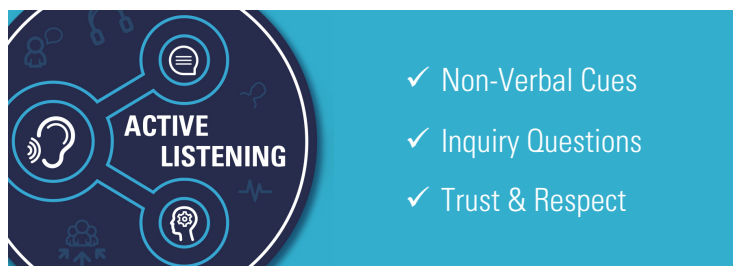 ACTIVE
LISTENING
✓ Non-Verbal Cues
✓ Inquiry Questions
✓ Trust & Respect